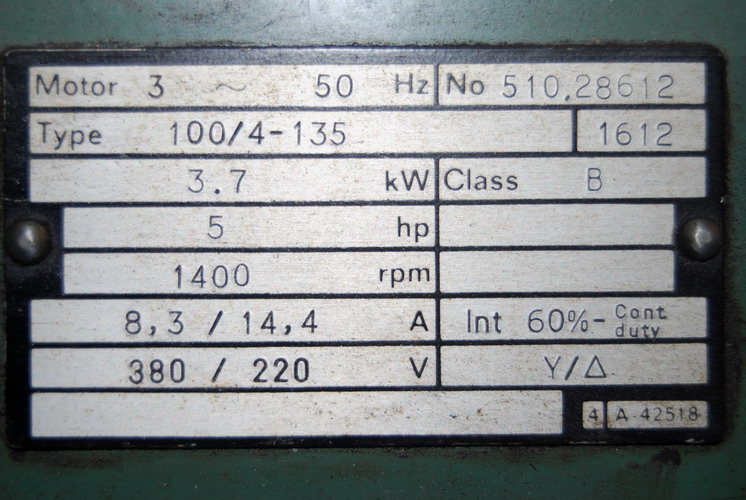 Motor 3 ~ 50 Hz No 510.28612
Type 100/4-135 1612
3.7 kW Class B
5 hp
1400 rpm
8,3 / 14,4 A Int 60%- Cont duty
380 / 220 V Y/Δ
4 A 42518